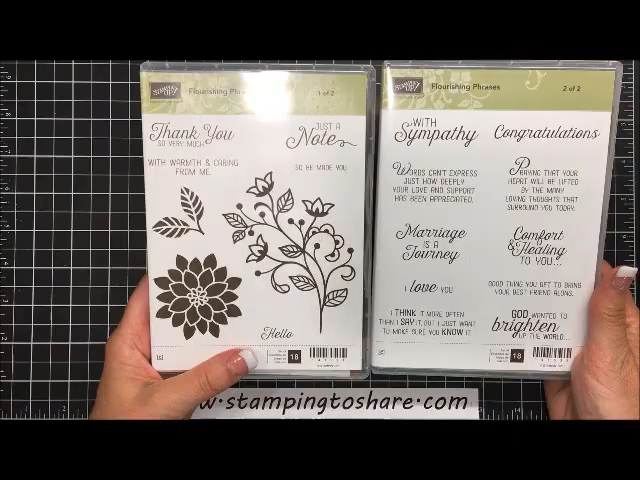 STAMPIN' UP!
Flourishing Phrases
1 of 2
Thank You
SO VERY MUCH
JUST A
Note
WITH WARMTH & CARING
FROM ME.
SO HE MADE YOU
Hello
18
STAMPIN' UP!
Flourishing Phrases
2 of 2
WITH
Sympathy
Congratulations
WORDS CAN'T EXPRESS
JUST HOW DEEPLY
YOUR LOVE AND SUPPORT
HAS BEEN APPRECIATED.
PRAYING THAT YOUR
HEART WILL BE LIFTED
BY THE MANY
LOVING THOUGHTS THAT
SURROUND YOU TODAY.
Marriage
IS A
Journey
Comfort
& Healing
TO YOU...
I love YOU
GOOD THING YOU GET TO BRING
YOUR BEST FRIEND ALONG.
I THINK IT MORE OFTEN
THAN I SAY IT, BUT I JUST WANT
TO MAKE SURE YOU KNOW IT.
GOD WANTED TO
brighten
UP THE WORLD...
18
w.stampingtoshare.com